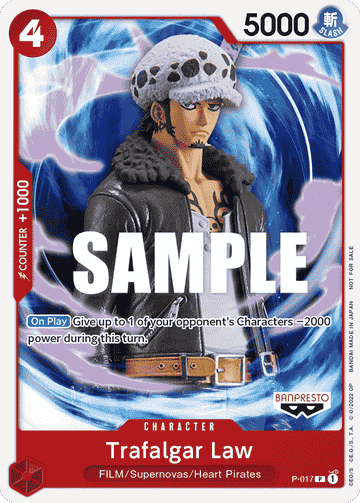 4
5000
斬
SLASH
COUNTER +1000
SAMPLE
On Play Give up to 1 of your opponent's Characters −2000
power during this turn.
BANPRESTO
CHARACTER
Trafalgar Law
FILM/Supernovas/Heart Pirates
P-017 P 1
BANDAI MADE IN JAPAN NOT FOR SALE